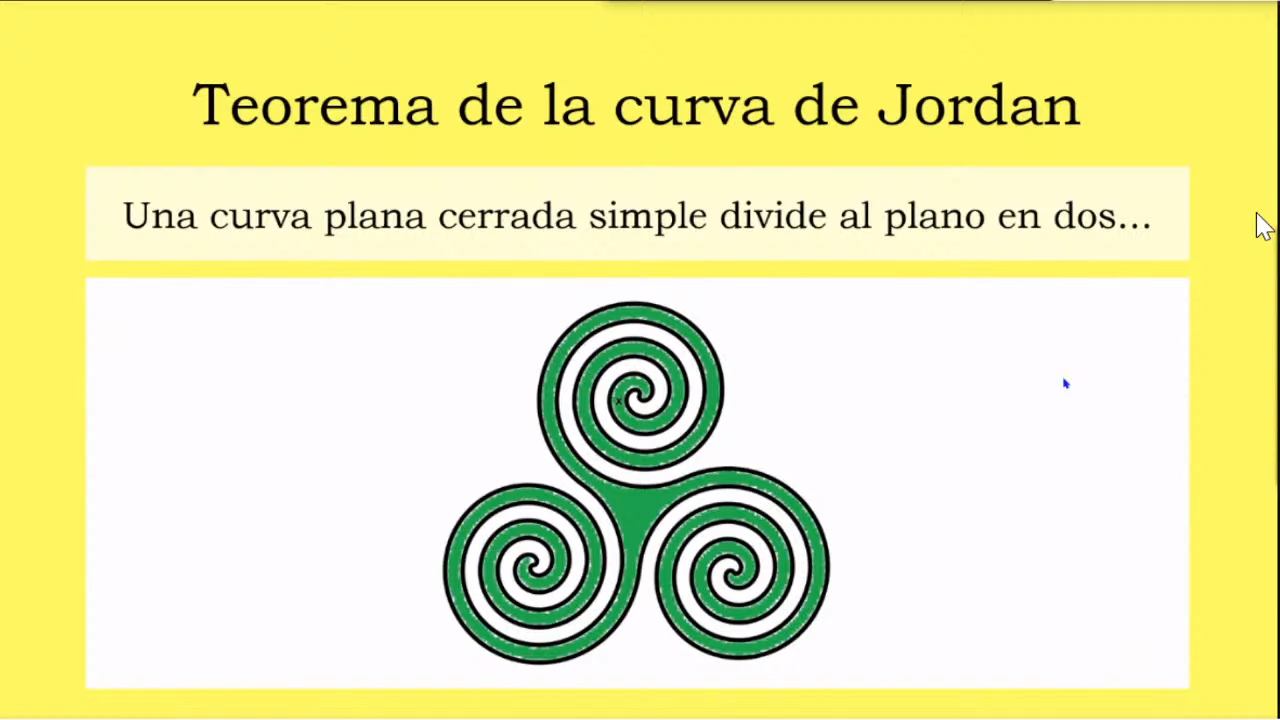 Teorema de la curva de Jordan
Una curva plana cerrada simple divide al plano en dos...
x